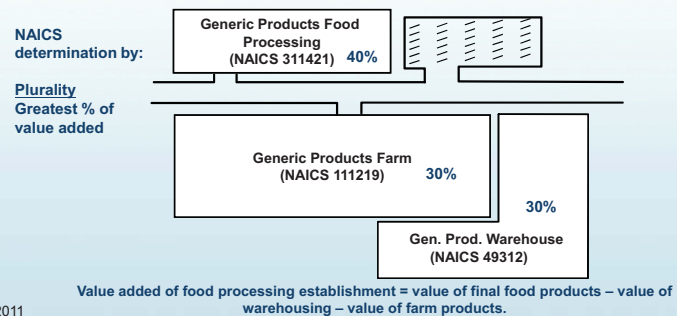 NAICS
determination by:
Plurality
Greatest % of
value added
Generic Products Food
Processing
(NAICS 311421) 40%
Generic Products Farm
(NAICS 111219) 30%
30%
Gen. Prod. Warehouse
(NAICS 49312)
Value added of food processing establishment = value of final food products – value of
warehousing – value of farm products.
2011